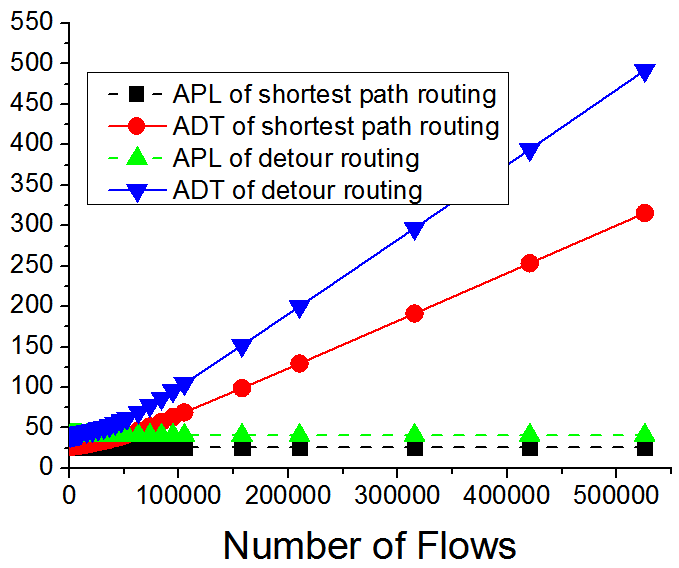 550
500
450
400
350
300
250
200
150
100
50
0
APL of shortest path routing
ADT of shortest path routing
APL of detour routing
ADT of detour routing
0 100000 200000 300000 400000 500000
Number of Flows